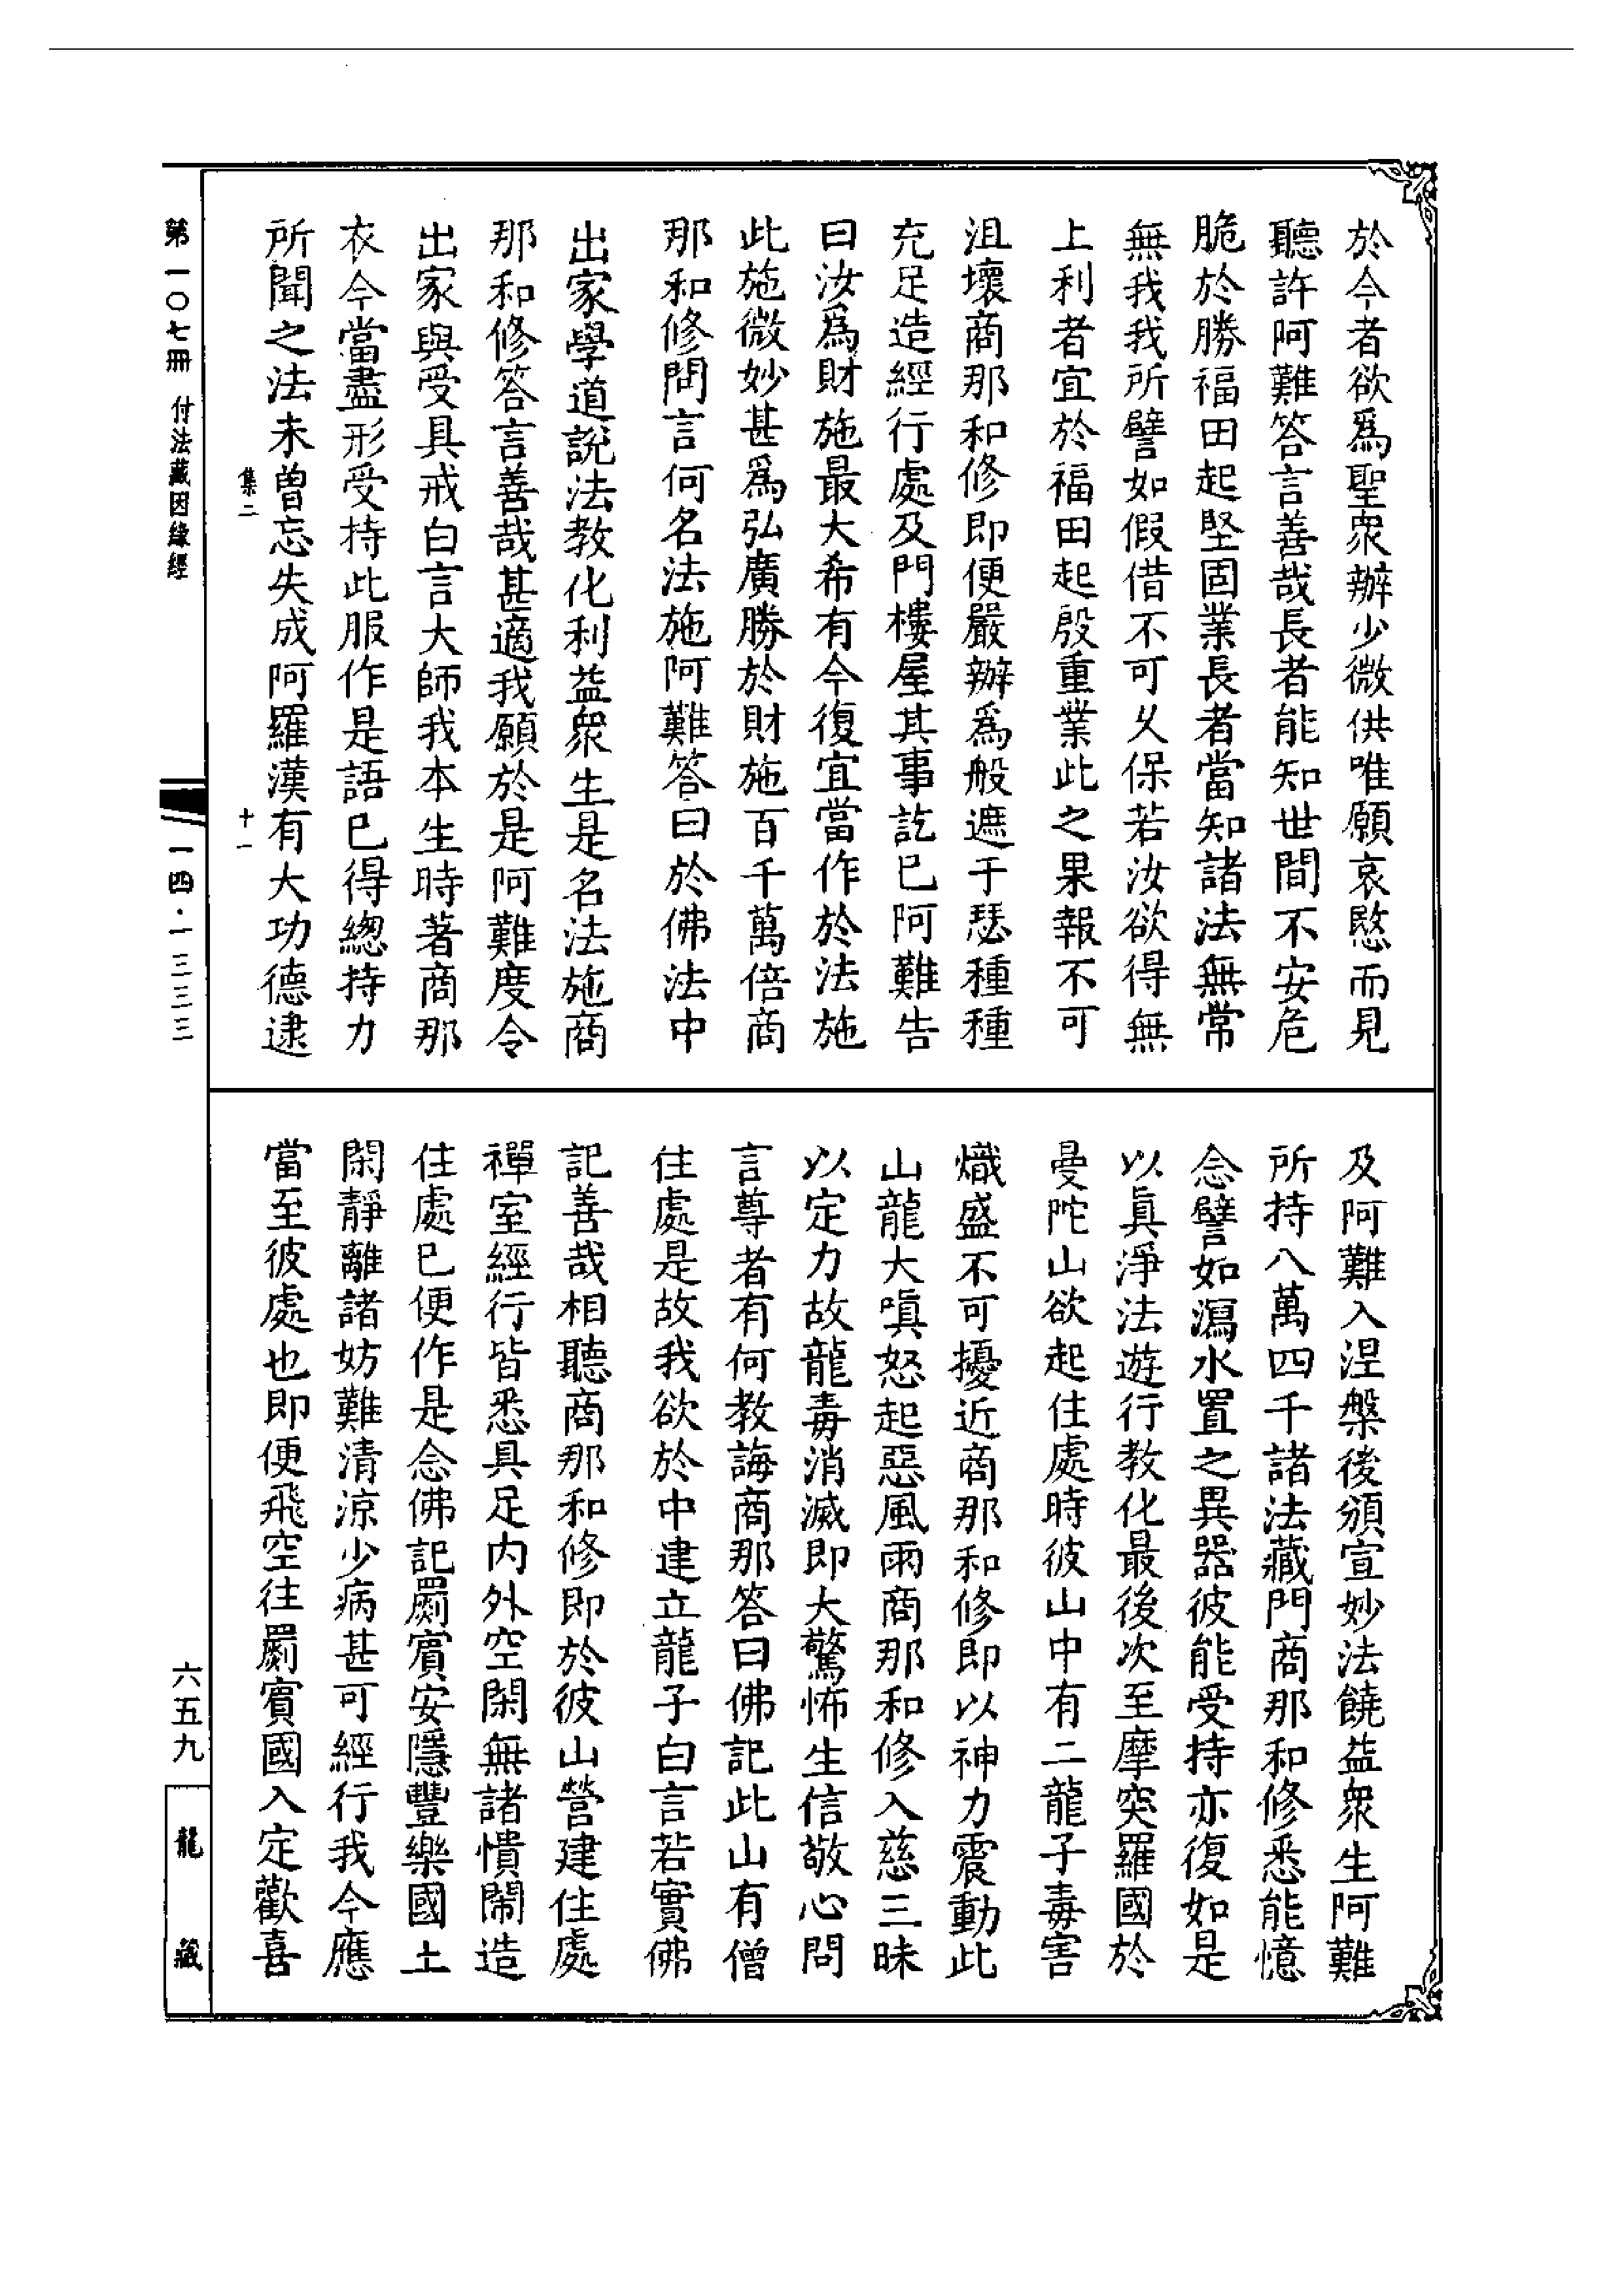 於今者欲爲聖衆辦少微供唯願哀愍而見
聽許阿難答言善哉長者能知世間不安危
脆於勝福田起堅固業長者當知諸法無常
無我我所譬如假借不可久保若汝欲得無
上利者宜於福田起殷重業此之果報不可
沮壞商那和修即便嚴辦爲般遮于瑟種種
充足造經行處及門樓屋其事訖已阿難告
曰汝爲財施最大希有今復宜當作於法施
此施微妙甚爲弘廣勝於財施百千萬倍商
那和修問言何名法施阿難答曰於佛法中
出家學道說法教化利益衆生是名法施商
那和修答言善哉甚適我願於是阿難度令
出家與受具戒白言大師我本生時著商那
衣今當盡形受持此服作是語已得總持力
所聞之法未曾忘失成阿羅漢有大功德逮
集二
十一
及阿難入涅槃後頒宣妙法饒益衆生阿難
所持八萬四千諸法藏門商那和修悉能憶
念譬如瀉水置之異器彼能受持亦復如是
以真淨法遊行教化最後次至摩突羅國於
曼陀山欲起住處時彼山中有二龍子毒害
熾盛不可擾近商那和修即以神力震動此
山龍大嗔怒起惡風雨商那和修入慈三昧
以定力故龍毒消滅即大驚怖生信敬心問
言尊者有何教誨商那答曰佛記此山有僧
住處是故我欲於中建立龍子白言若實佛
記善哉相聽商那和修即於彼山營建住處
禪室經行皆悉具足内外空閑無諸憒閙造
住處已便作是念佛記罽賓安隱豐樂國土
閑靜離諸妨難清涼少病甚可經行我今應
當至彼處也即便飛空往罽賓國入定歡喜
第一〇七冊 付法藏因緣經
一四·一三三三
六五九
龍藏